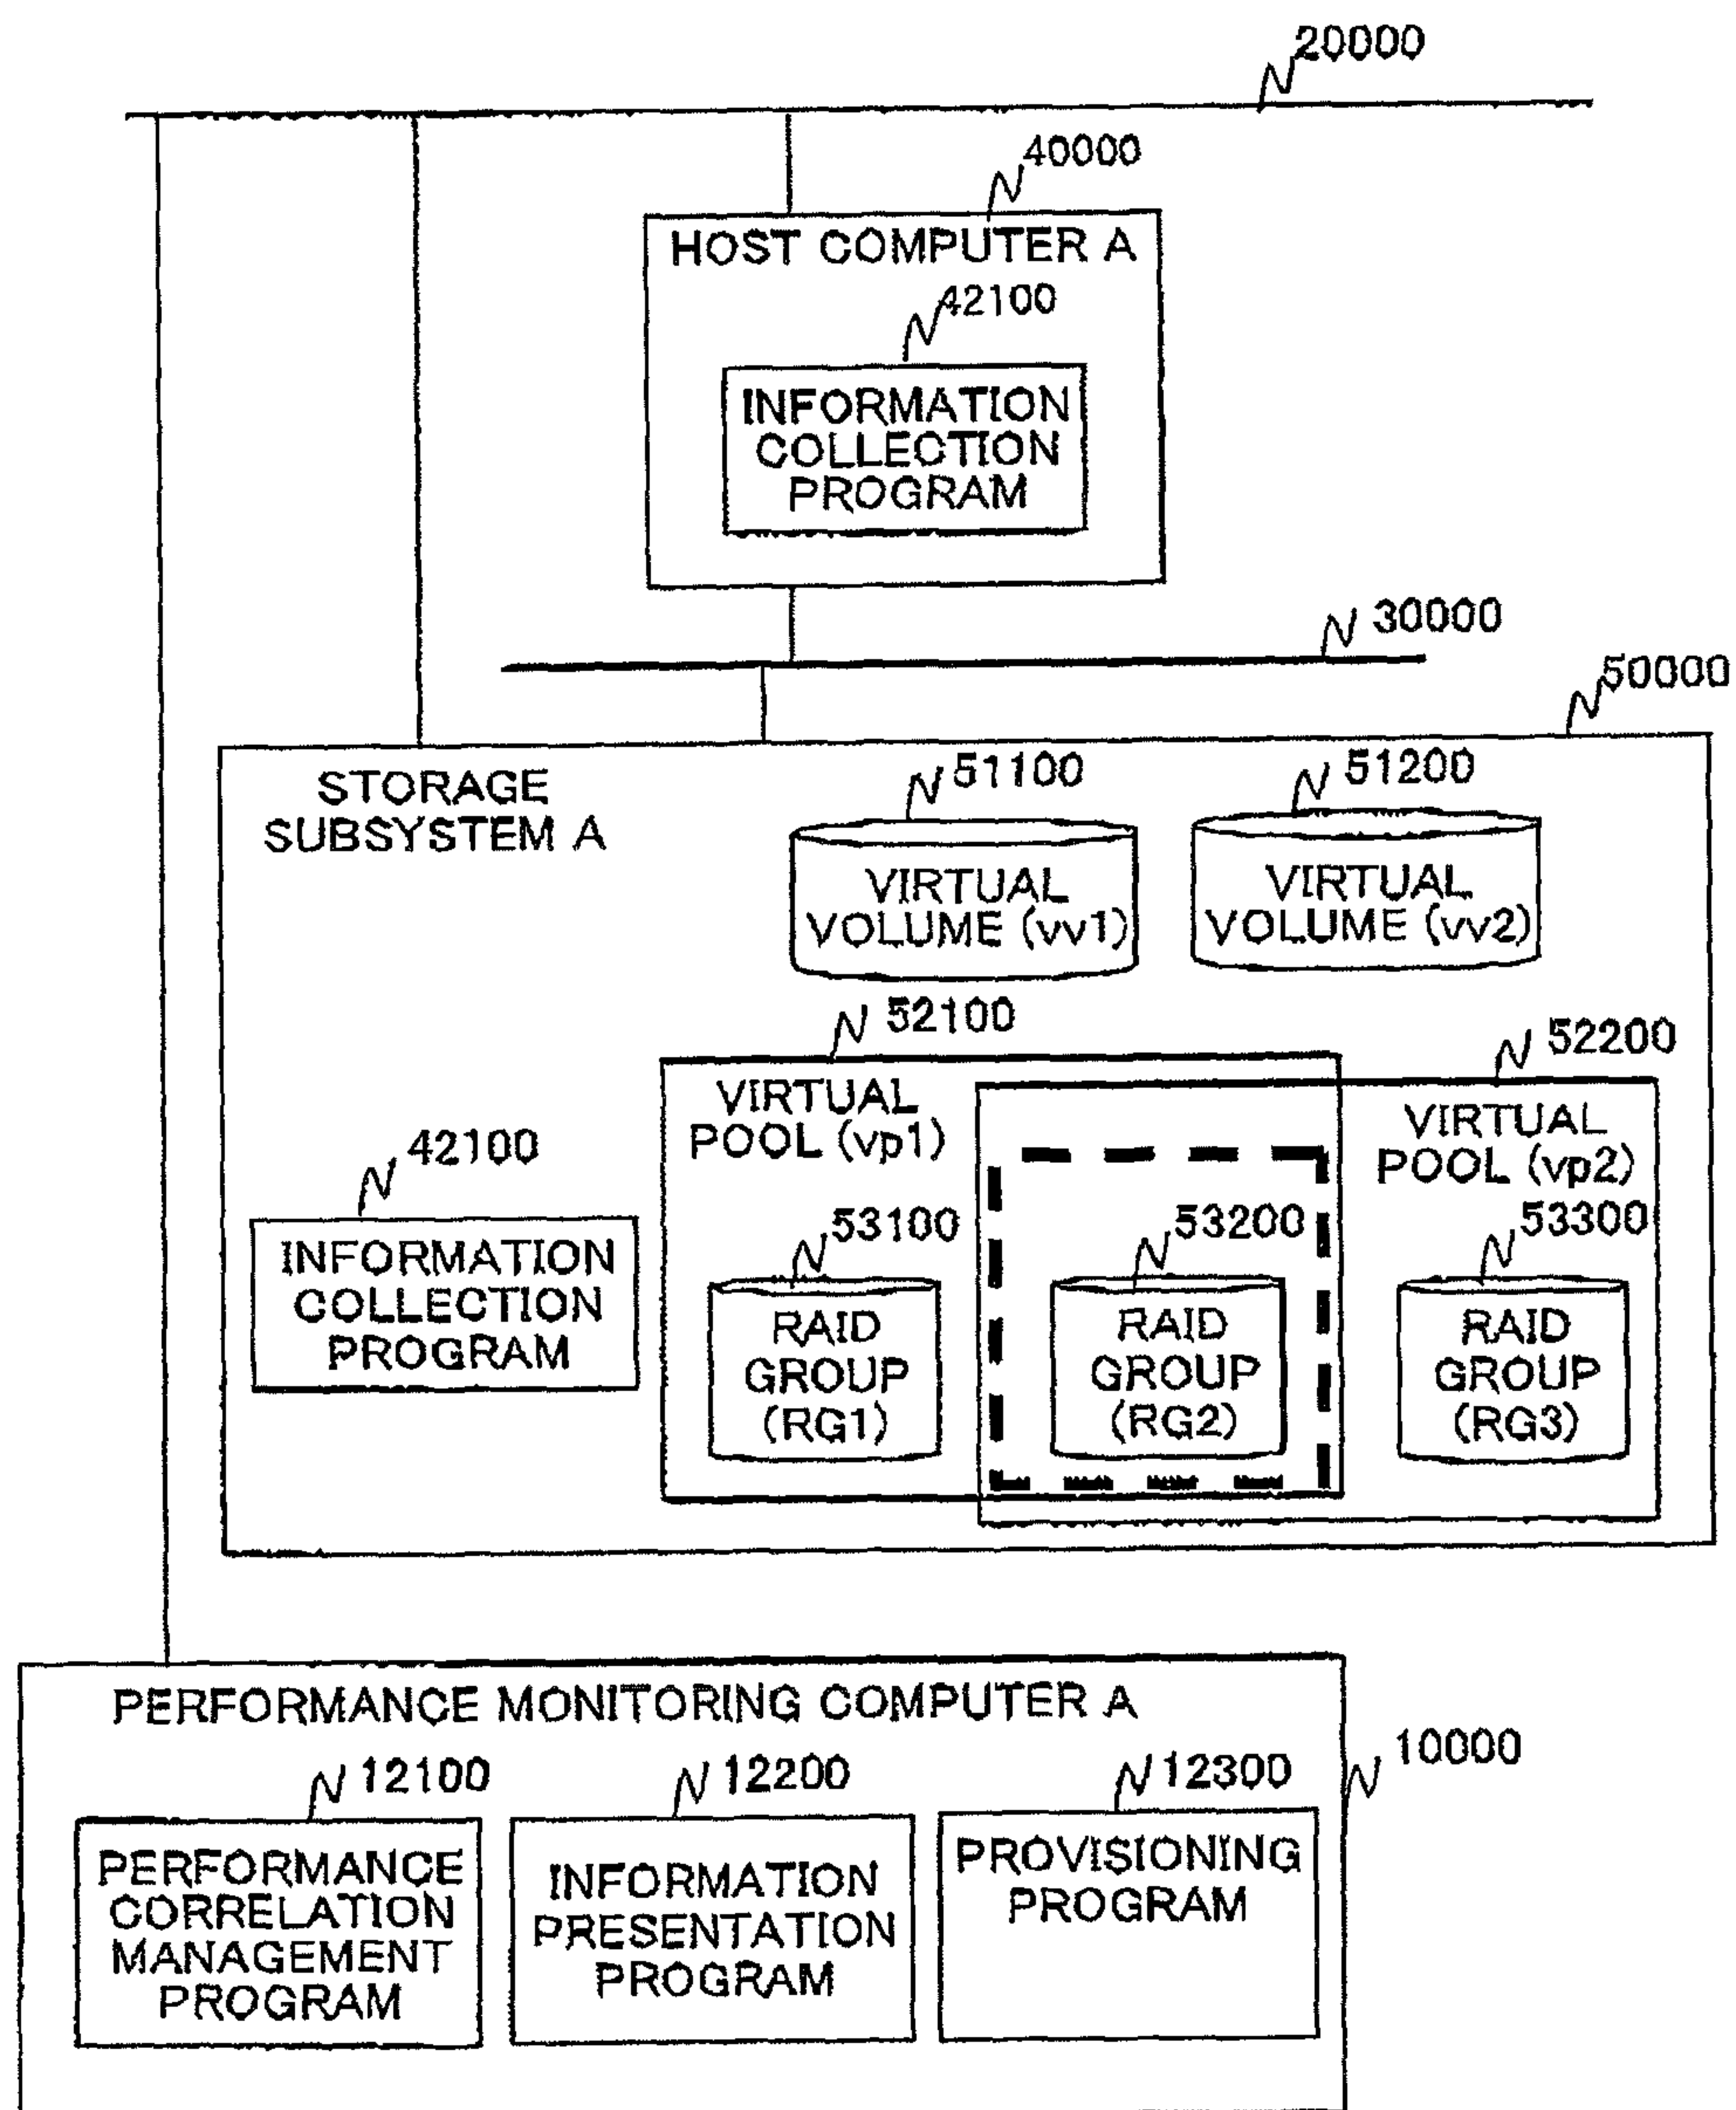 20000
40000
HOST COMPUTER A
42100
INFORMATION
COLLECTION
PROGRAM
30000
50000
STORAGE
SUBSYSTEM A
51100
VIRTUAL
VOLUME (vv1)
51200
VIRTUAL
VOLUME (vv2)
52100
VIRTUAL
POOL (vp1)
52200
VIRTUAL
POOL (vp2)
42100
INFORMATION
COLLECTION
PROGRAM
53100
RAID
GROUP
(RG1)
53200
RAID
GROUP
(RG2)
53300
RAID
GROUP
(RG3)
PERFORMANCE MONITORING COMPUTER A
10000
12100
PERFORMANCE
CORRELATION
MANAGEMENT
PROGRAM
12200
INFORMATION
PRESENTATION
PROGRAM
12300
PROVISIONING
PROGRAM